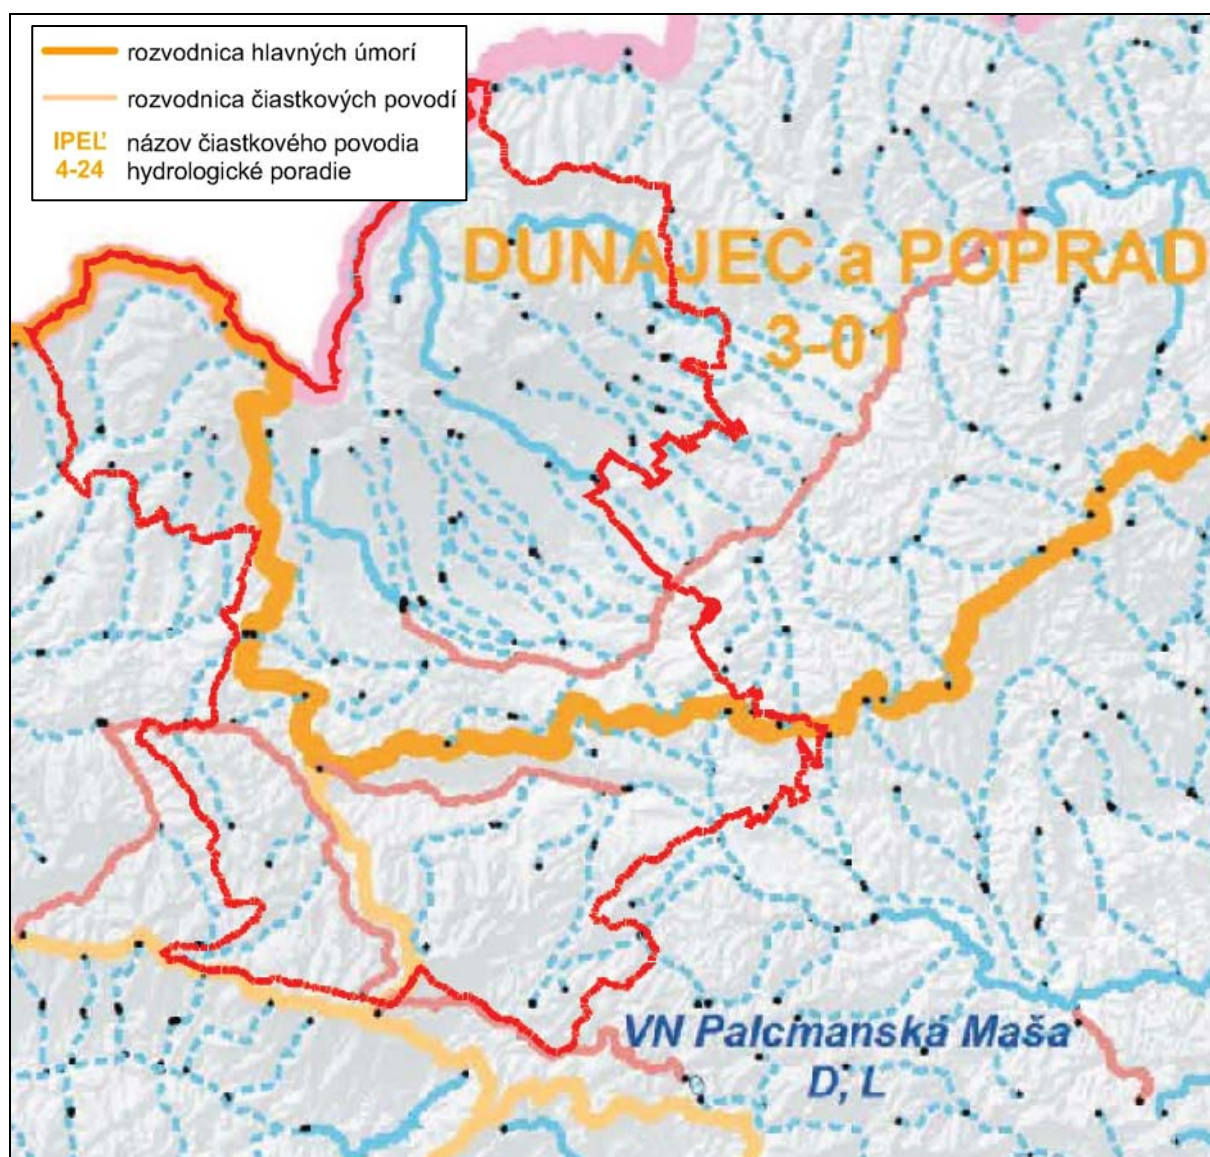 rozvodnica hlavných úmorí
rozvodnica čiastkových povodí
IPEĽ názov čiastkového povodia
4-24 hydrologické poradie
DUNAJEC a POPRAD
3-01
VN Palcmanská Maša
D, L